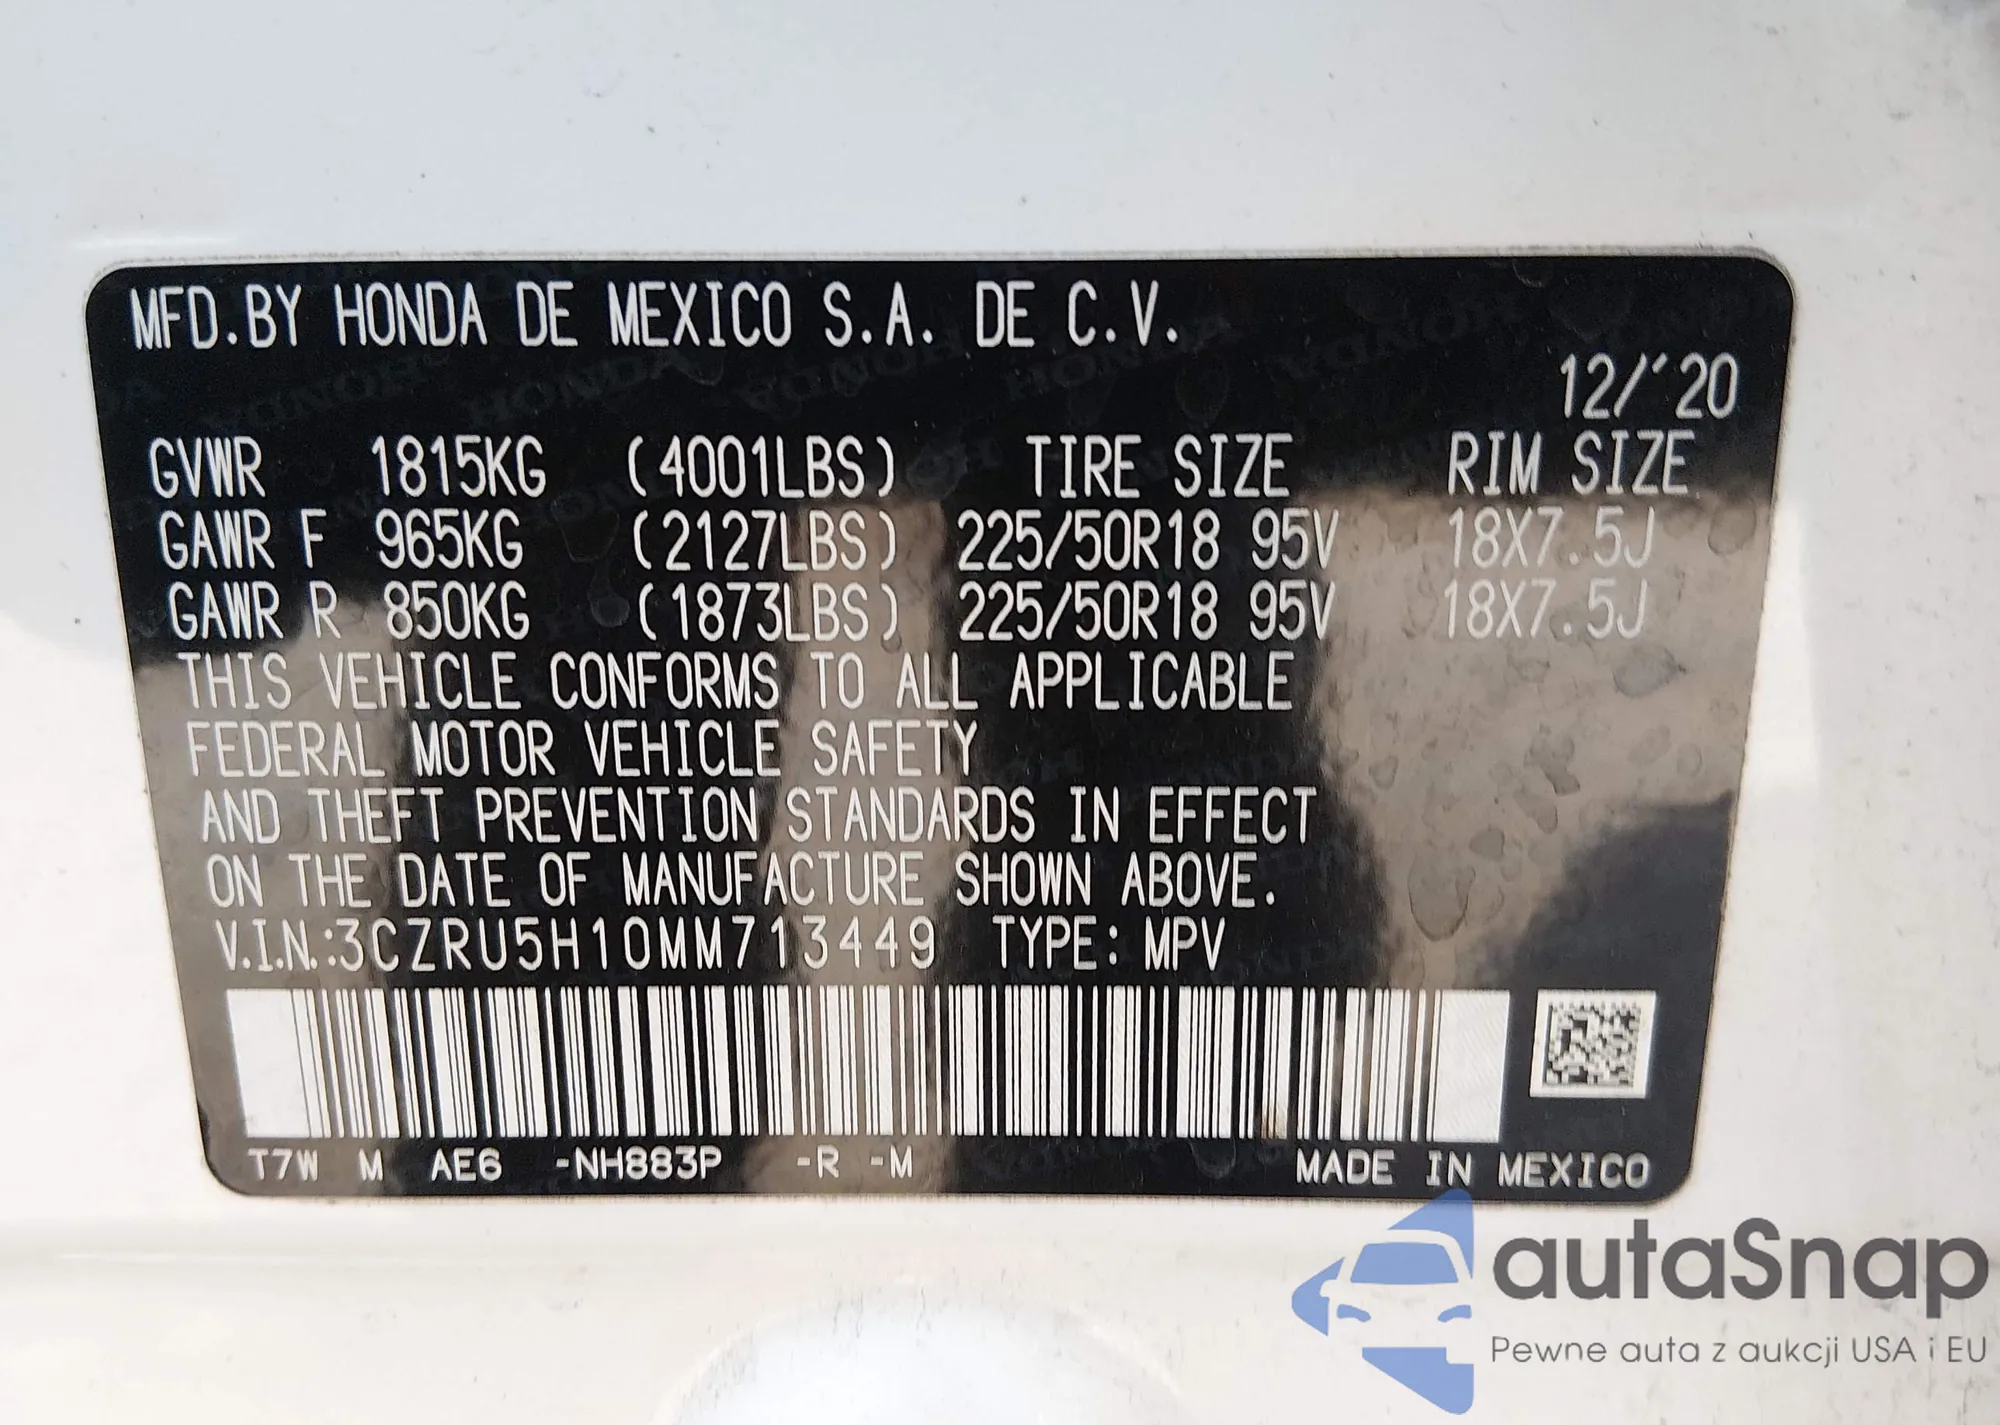 MFD.BY HONDA DE MEXICO S.A. DE C.V.
12/'20
GVWR 1815KG (4001LBS) TIRE SIZE RIM SIZE
GAWR F 965KG (2127LBS) 225/50R18 95V 18X7.5J
GAWR R 850KG (1873LBS) 225/50R18 95V 18X7.5J
THIS VEHICLE CONFORMS TO ALL APPLICABLE
FEDERAL MOTOR VEHICLE SAFETY
AND THEFT PREVENTION STANDARDS IN EFFECT
ON THE DATE OF MANUFACTURE SHOWN ABOVE.
V.I.N.:3CZRU5H10MM713449 TYPE: MPV
T7W M AE6 -NH883P -R -M MADE IN MEXICO
autaSnap
Pewne auta z aukcji USA i EU